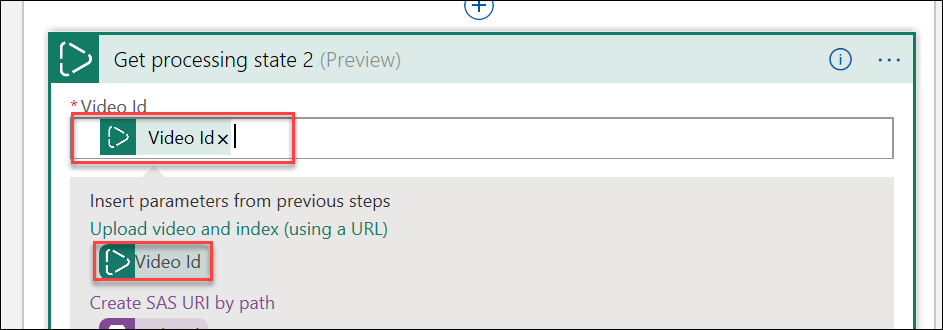 Get processing state 2 (Preview)
* Video Id
Video Id x
Insert parameters from previous steps
Upload video and index (using a URL)
Video Id
Create SAS URI by path